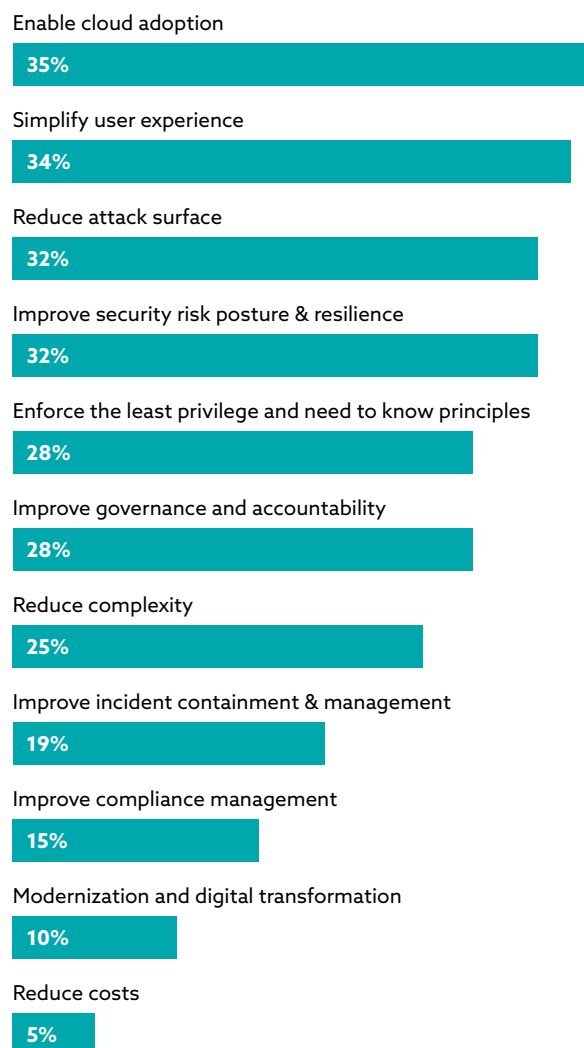 Enable cloud adoption
35%
Simplify user experience
34%
Reduce attack surface
32%
Improve security risk posture & resilience
32%
Enforce the least privilege and need to know principles
28%
Improve governance and accountability
28%
Reduce complexity
25%
Improve incident containment & management
19%
Improve compliance management
15%
Modernization and digital transformation
10%
Reduce costs
5%